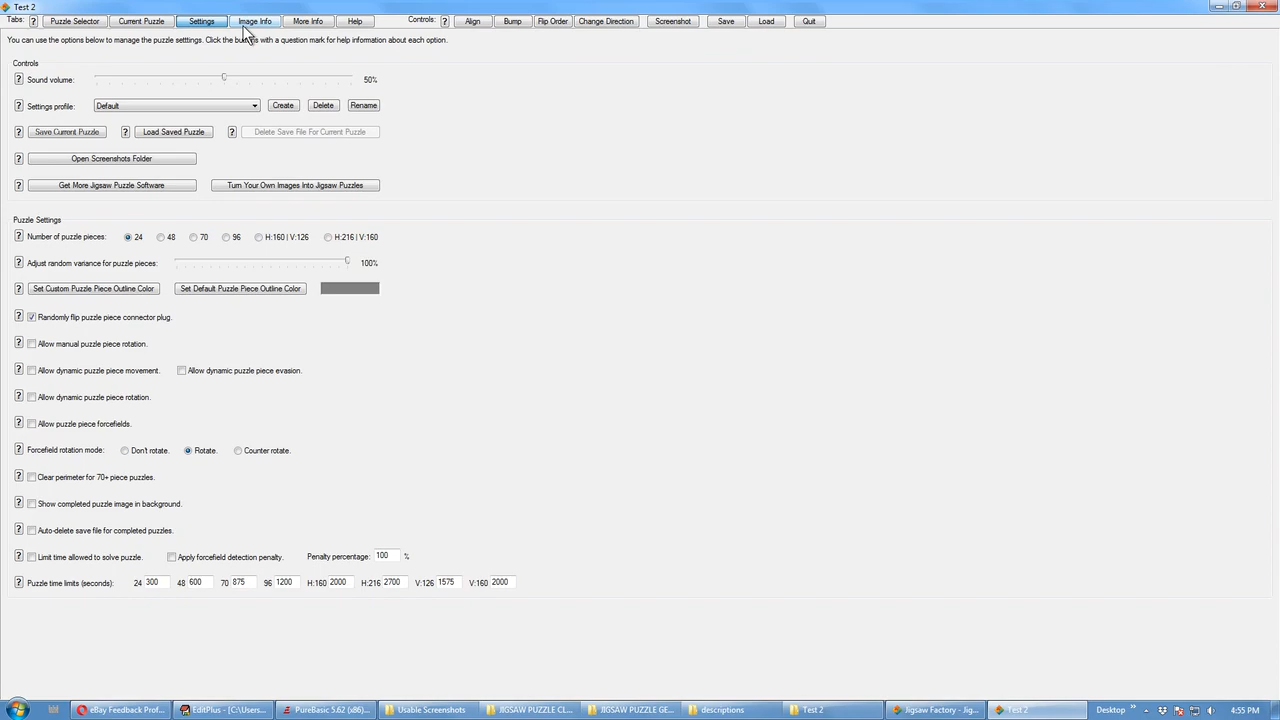 Test 2
Tabs: ? Puzzle Selector Current Puzzle Settings Image Info More Info Help Controls: ? Align Bump Flip Order Change Direction Screenshot Save Load Quit
You can use the options below to manage the puzzle setttings. Click the with a question mark for help information about each option.
Controls
? Sound volume: 50%
? Settings profile: Default Create Delete Rename
? Save Current Puzzle ? Load Saved Puzzle ? Delete Save File For Current Puzzle
? Open Screenshots Folder
? Get More Jigsaw Puzzle Software Turn Your Own Images Into Jigsaw Puzzles
Puzzle Settings
? Number of puzzle pieces: 24 48 70 96 H:160 | V:126 H:216 | V:160
? Adjust random variance for puzzle pieces: 100%
? Set Custom Puzzle Piece Outline Color Set Default Puzzle Piece Outline Color
? Randomly flip puzzle piece connector plug.
? Allow manual puzzle piece rotation.
? Allow dynamic puzzle piece movement. Allow dynamic puzzle piece evasion.
? Allow dynamic puzzle piece rotation.
? Allow puzzle piece forcefields.
? Forcefield rotation mode: Don't rotate. Rotate. Counter rotate.
? Clear perimeter for 70+ piece puzzles.
? Show completed puzzle image in background.
? Auto-delete save file for completed puzzles.
? Limit time allowed to solve puzzle. Apply forcefield detection penalty. Penalty percentage: 100 %
? Puzzle time limits (seconds): 24 300 48 600 70 875 96 1200 H:160 2000 H:216 2700 V:126 1575 V:160 2000
eBay Feedback Prof... EditPlus - [C:\Users... PureBasic 5.62 (x86)... Usable Screenshots JIGSAW PUZZLE CL... JIGSAW PUZZLE GE... descriptions Test 2 Jigsaw Factory - Jig... Test 2 Desktop 4:55 PM